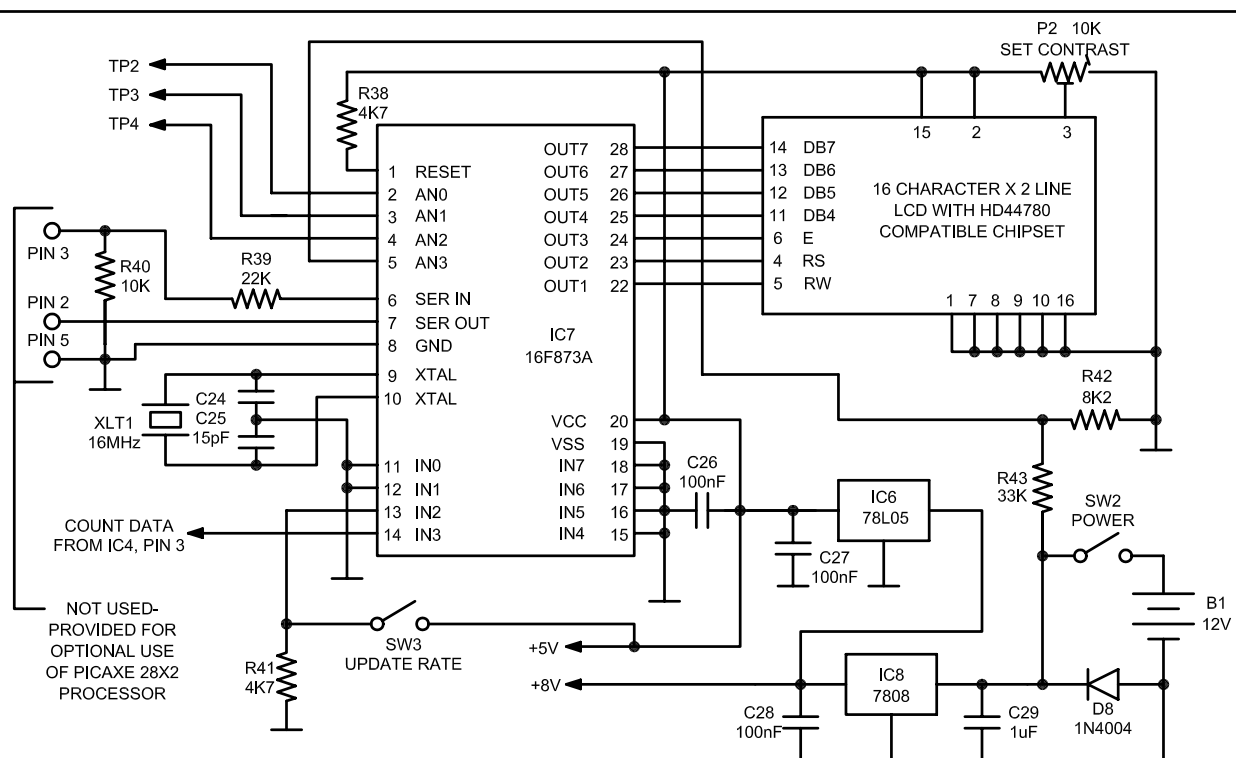 P2 10K
SET CONTRAST
TP2
TP3
TP4
R38
4K7
15 2 3
1 RESET
2 AN0
3 AN1
4 AN2
5 AN3
6 SER IN
7 SER OUT
8 GND
9 XTAL
10 XTAL
11 IN0
12 IN1
13 IN2
14 IN3
OUT7 28
OUT6 27
OUT5 26
OUT4 25
OUT3 24
OUT2 23
OUT1 22
IC7
16F873A
VCC 20
VSS 19
IN7 18
IN6 17
IN5 16
IN4 15
14 DB7
13 DB6
12 DB5
11 DB4
6 E
4 RS
5 RW
16 CHARACTER X 2 LINE
LCD WITH HD44780
COMPATIBLE CHIPSET
1 7 8 9 10 16
PIN 3
R40
10K
R39
22K
PIN 2
PIN 5
XLT1
16MHz
C24
C25
15pF
R42
8K2
R43
33K
C26
100nF
IC6
78L05
SW2
POWER
C27
100nF
B1
12V
COUNT DATA
FROM IC4, PIN 3
NOT USED-
PROVIDED FOR
OPTIONAL USE
OF PICAXE 28X2
PROCESSOR
R41
4K7
SW3
UPDATE RATE
+5V
+8V
IC8
7808
C28
100nF
C29
1uF
D8
1N4004